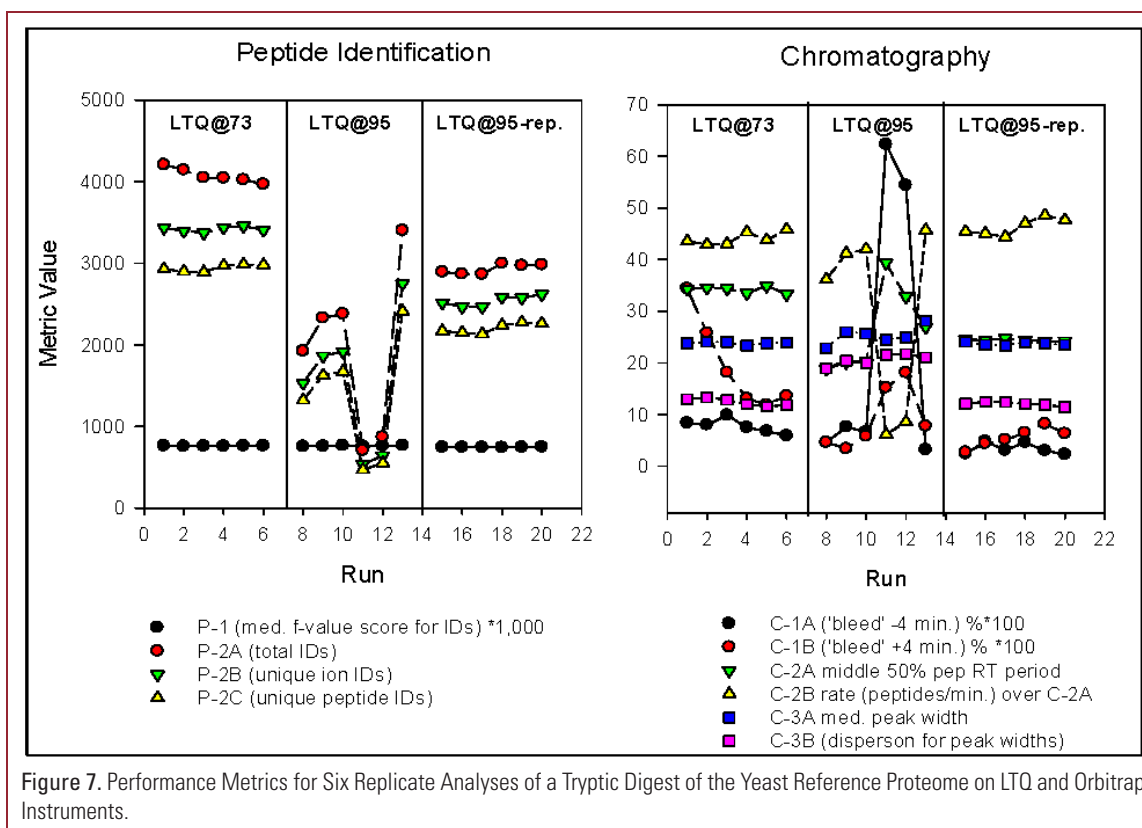 Peptide Identification
5000
4000
3000
2000
1000
0
Metric Value
LTQ@73
LTQ@95
LTQ@95-rep.
0 2 4 6 8 10 12 14 16 18 20 22
Run
P-1 (med. f-value score for IDs) *1,000
P-2A (total IDs)
P-2B (unique ion IDs)
P-2C (unique peptide IDs)
Chromatography
70
60
50
40
30
20
10
0
LTQ@73
LTQ@95
LTQ@95-rep.
0 2 4 6 8 10 12 14 16 18 20 22
Run
C-1A ('bleed' -4 min.) %*100
C-1B ('bleed' +4 min.) % *100
C-2A middle 50% pep RT period
C-2B rate (peptides/min.) over C-2A
C-3A med. peak width
C-3B (disperson for peak widths)
Figure 7. Performance Metrics for Six Replicate Analyses of a Tryptic Digest of the Yeast Reference Proteome on LTQ and Orbitrap
Instruments.